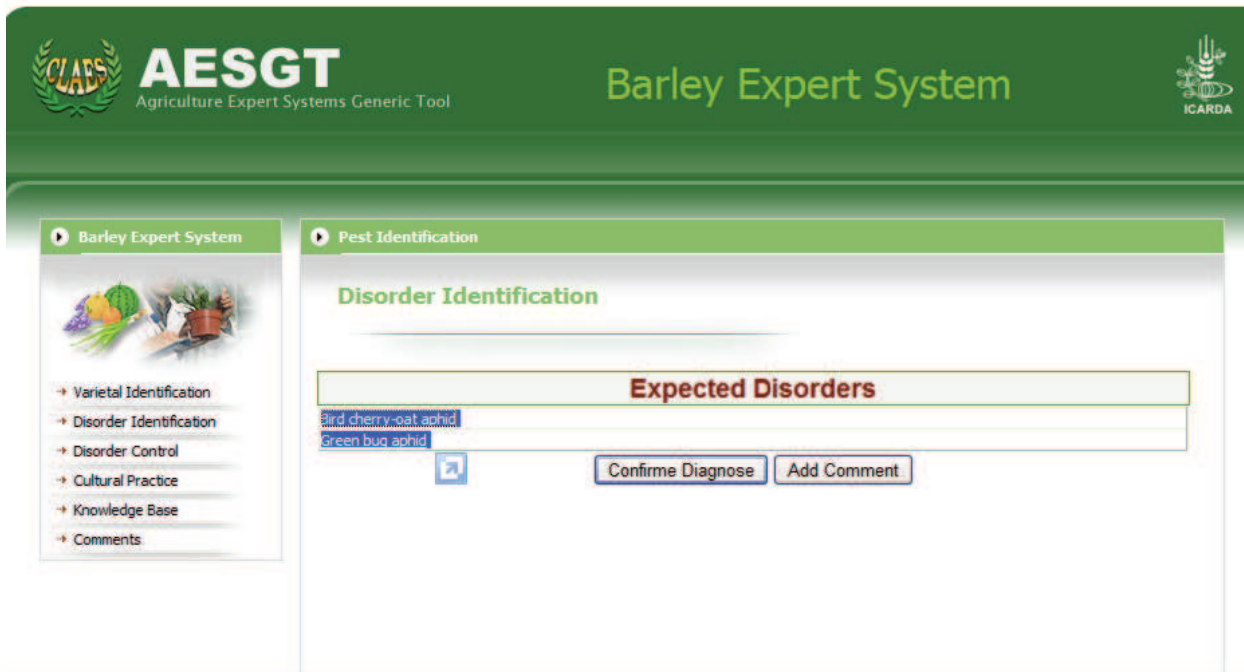 CLAES
AESGT
Agriculture Expert Systems Generic Tool
Barley Expert System
ICARDA
Barley Expert System
Varietal Identification
Disorder Identification
Disorder Control
Cultural Practice
Knowledge Base
Comments
Pest Identification
Disorder Identification
Expected Disorders
Bird cherry-oat aphid
Green bug aphid
Confirme Diagnose
Add Comment